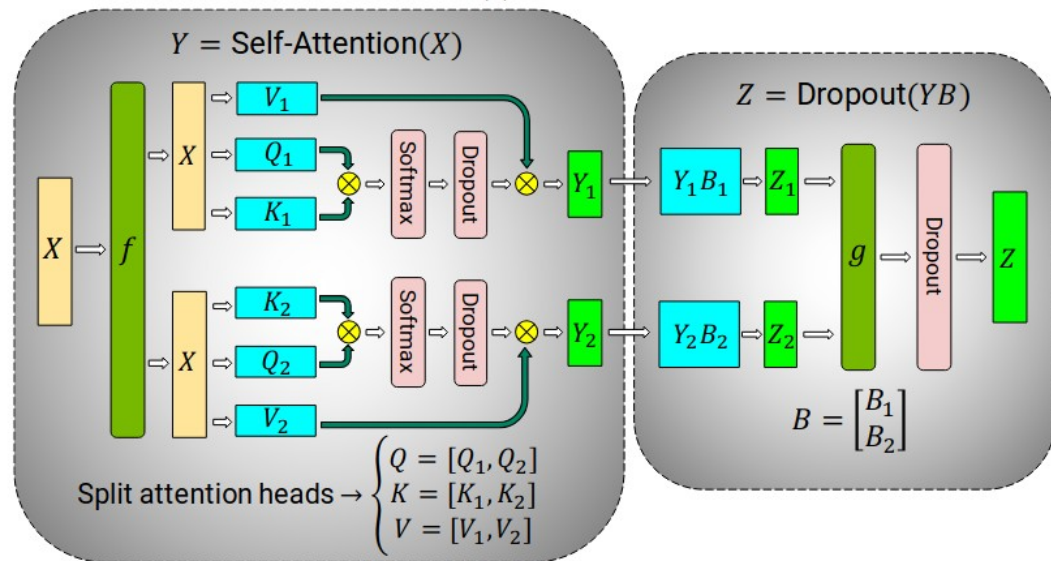 Y = Self-Attention(X)
X
f
X
V₁
Q₁
K₁
Softmax
Dropout
Y₁
X
K₂
Q₂
V₂
Softmax
Dropout
Y₂
Split attention heads → { Q = [Q₁, Q₂]
K = [K₁, K₂]
V = [V₁, V₂]
Z = Dropout(YB)
Y₁B₁
Z₁
Y₂B₂
Z₂
g
Dropout
Z
B = [B₁
B₂]